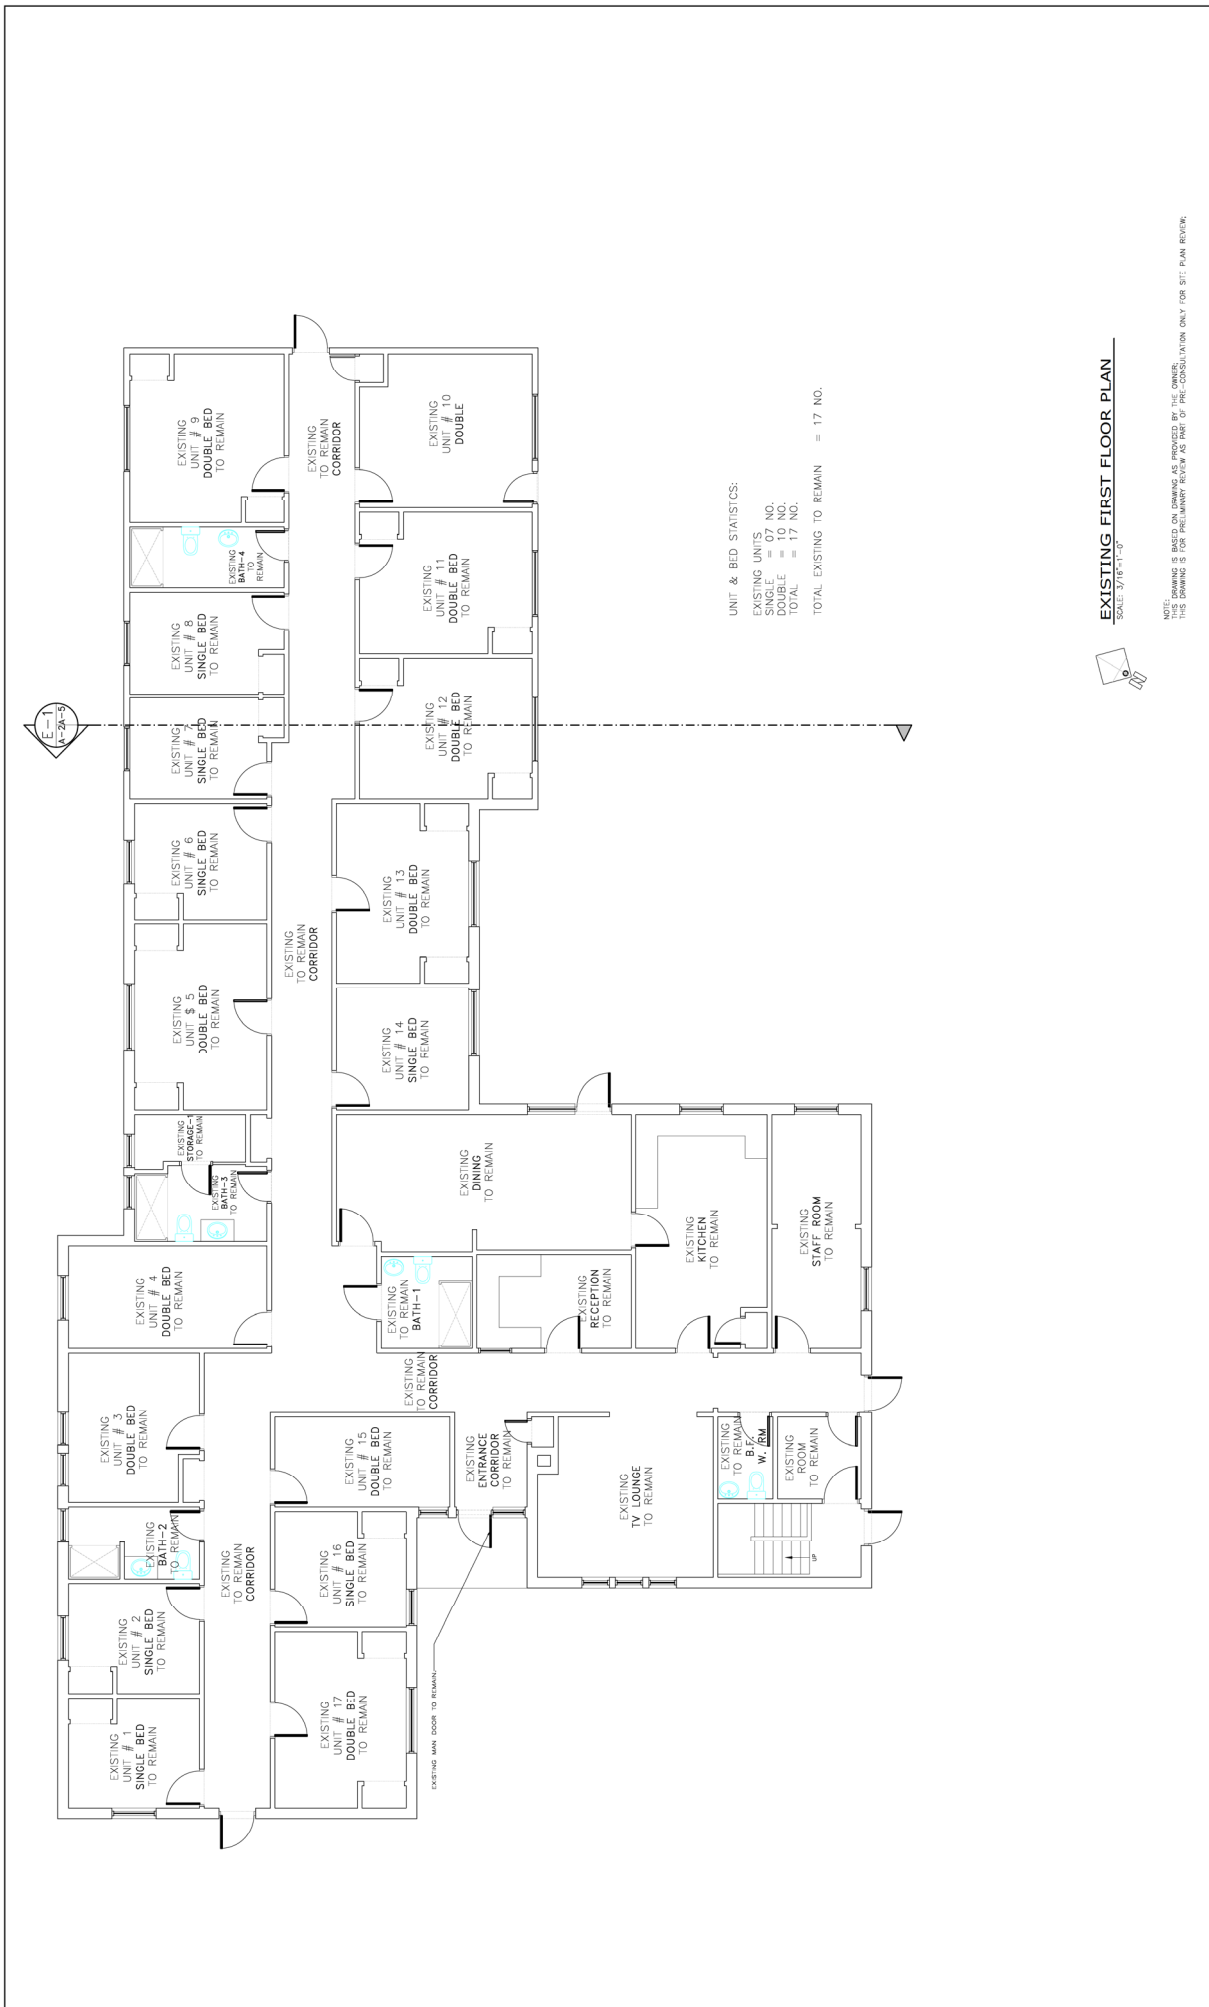 EXISTING
UNIT # 9
DOUBLE BED
TO REMAIN
EXISTING
TO REMAIN
CORRIDOR
EXISTING
UNIT # 10
DOUBLE
EXISTING
BATH-4
TO
REMAIN
EXISTING
UNIT # 8
SINGLE BED
TO REMAIN
EXISTING
UNIT # 11
DOUBLE BED
TO REMAIN
EXISTING
UNIT # 7
SINGLE BED
TO REMAIN
EXISTING
UNIT # 12
DOUBLE BED
TO REMAIN
E-1
A-2A-5
EXISTING
UNIT # 6
SINGLE BED
TO REMAIN
EXISTING
UNIT # 13
DOUBLE BED
TO REMAIN
EXISTING
TO REMAIN
CORRIDOR
EXISTING
UNIT $ 5
DOUBLE BED
TO REMAIN
EXISTING
UNIT # 14
SINGLE BED
TO REMAIN
EXISTING
STORAGE-1
TO REMAIN
EXISTING
BATH-3
TO REMAIN
EXISTING
DINING
TO REMAIN
EXISTING
KITCHEN
TO REMAIN
EXISTING
STAFF ROOM
TO REMAIN
EXISTING
UNIT # 4
DOUBLE BED
TO REMAIN
EXISTING
TO REMAIN
BATH-1
EXISTING
RECEPTION
TO REMAIN
EXISTING
UNIT # 3
DOUBLE BED
TO REMAIN
EXISTING
TO REMAIN
CORRIDOR
EXISTING
UNIT # 15
DOUBLE BED
TO REMAIN
EXISTING
ENTRANCE
CORRIDOR
TO REMAIN
EXISTING
TV LOUNGE
TO REMAIN
EXISTING
TO REMAIN
B.F.
W. RM
EXISTING
ROOM
TO REMAIN
UP
EXISTING
BATH-2
TO REMAIN
EXISTING
TO REMAIN
CORRIDOR
EXISTING
UNIT # 16
SINGLE BED
TO REMAIN
EXISTING
UNIT # 2
SINGLE BED
TO REMAIN
EXISTING
UNIT # 17
DOUBLE BED
TO REMAIN
EXISTING
UNIT # 1
SINGLE BED
TO REMAIN
EXISTING MAN DOOR TO REMAIN.
UNIT & BED STATISTCS:
EXISTING UNITS
SINGLE = 07 NO.
DOUBLE = 10 NO.
TOTAL = 17 NO.
TOTAL EXISTING TO REMAIN = 17 NO.
N
EXISTING FIRST FLOOR PLAN
SCALE: 3/16"=1'-0"
NOTE:
THIS DRAWING IS BASED ON DRAWING AS PROVIDED BY THE OWNER;
THIS DRAWING IS FOR PRELIMINARY REVIEW AS PART OF PRE-CONSULTATION ONLY FOR SITE PLAN REVIEW;